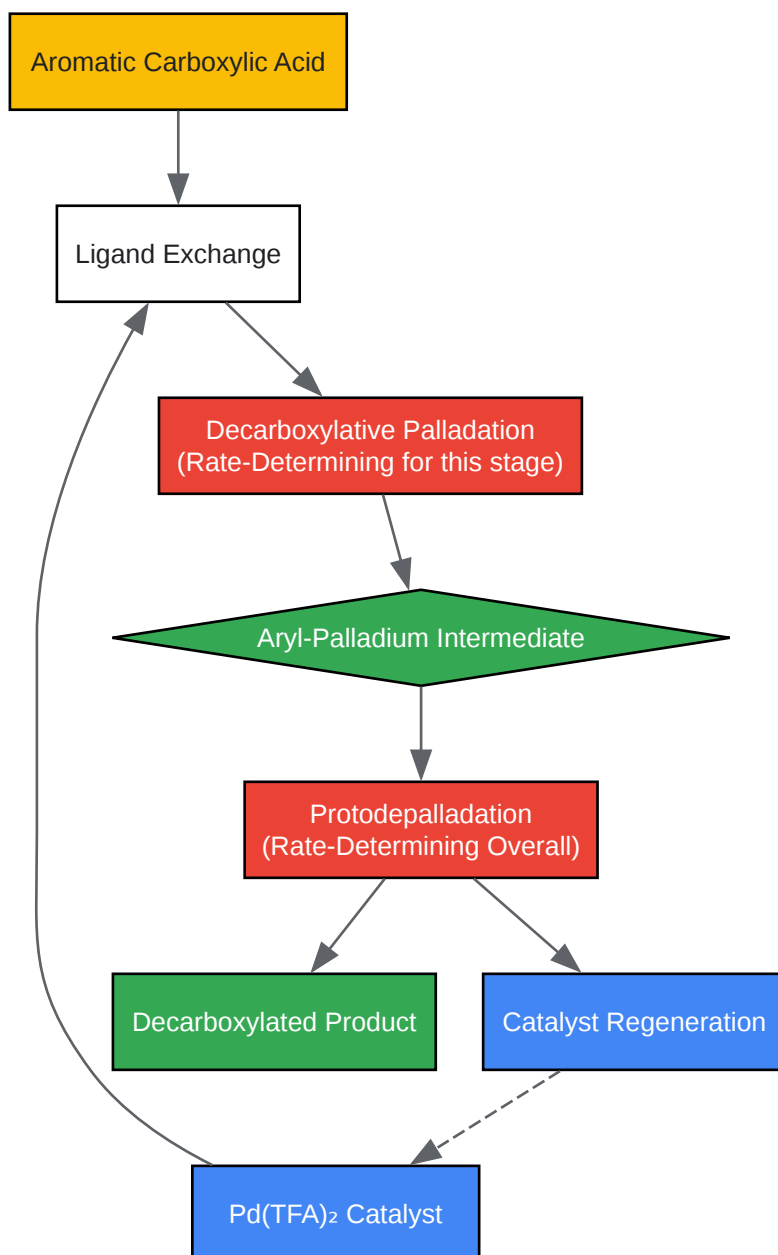 Aromatic Carboxylic Acid
Ligand Exchange
Decarboxylative Palladation
(Rate-Determining for this stage)
Aryl-Palladium Intermediate
Protodepalladation
(Rate-Determining Overall)
Decarboxylated Product
Catalyst Regeneration
Pd(TFA)₂ Catalyst